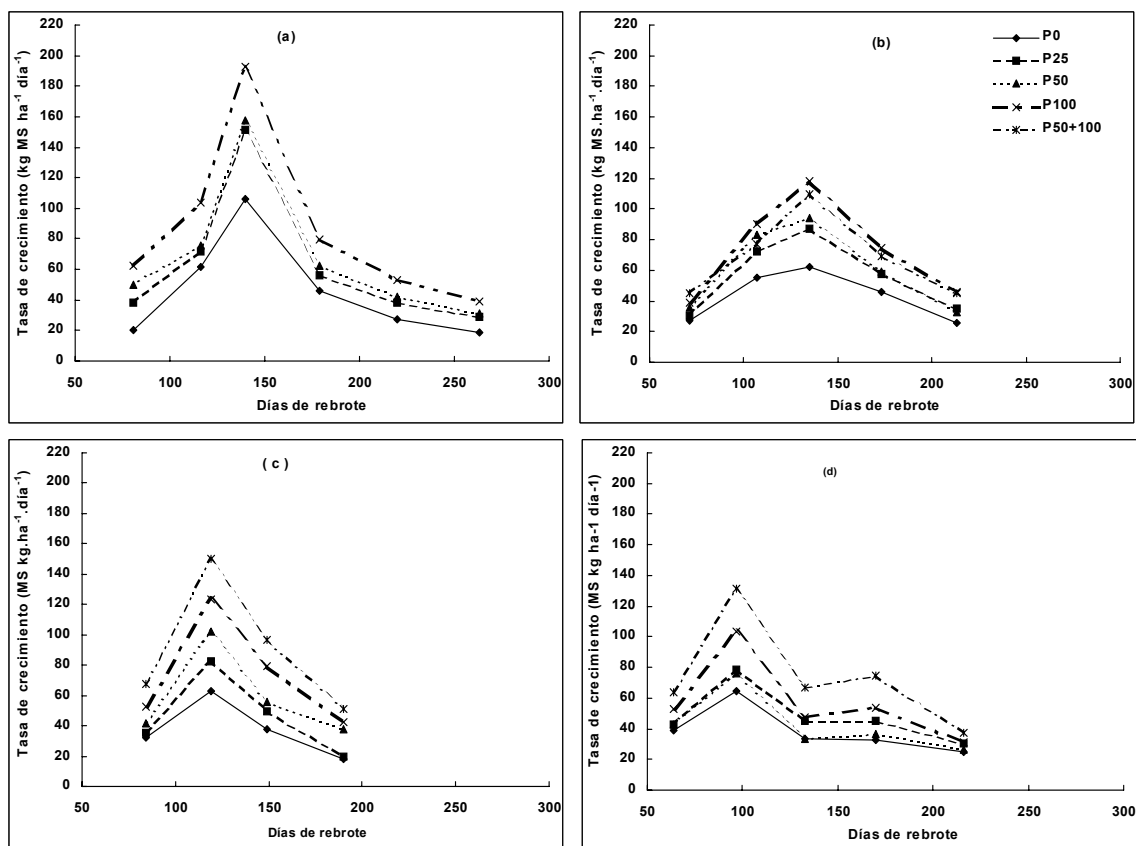 (a)
Tasa de crecimiento (kg MS ha⁻¹ día⁻¹)
220
200
180
160
140
120
100
80
60
40
20
0
50 100 150 200 250 300
Días de rebrote
(b)
Tasa de crecimiento (kg MS.ha⁻¹.día⁻¹)
220
200
180
160
140
120
100
80
60
40
20
0
50 100 150 200 250 300
Días de rebrote
P0
P25
P50
P100
P50+100
( c )
Tasa de crecimiento (MS kg.ha⁻¹.día⁻¹)
220
200
180
160
140
120
100
80
60
40
20
0
50 100 150 200 250 300
Días de rebrote
(d)
Tasa de crecimiento (MS kg ha-1 día-1)
220
200
180
160
140
120
100
80
60
40
20
0
50 100 150 200 250 300
Días de rebrote